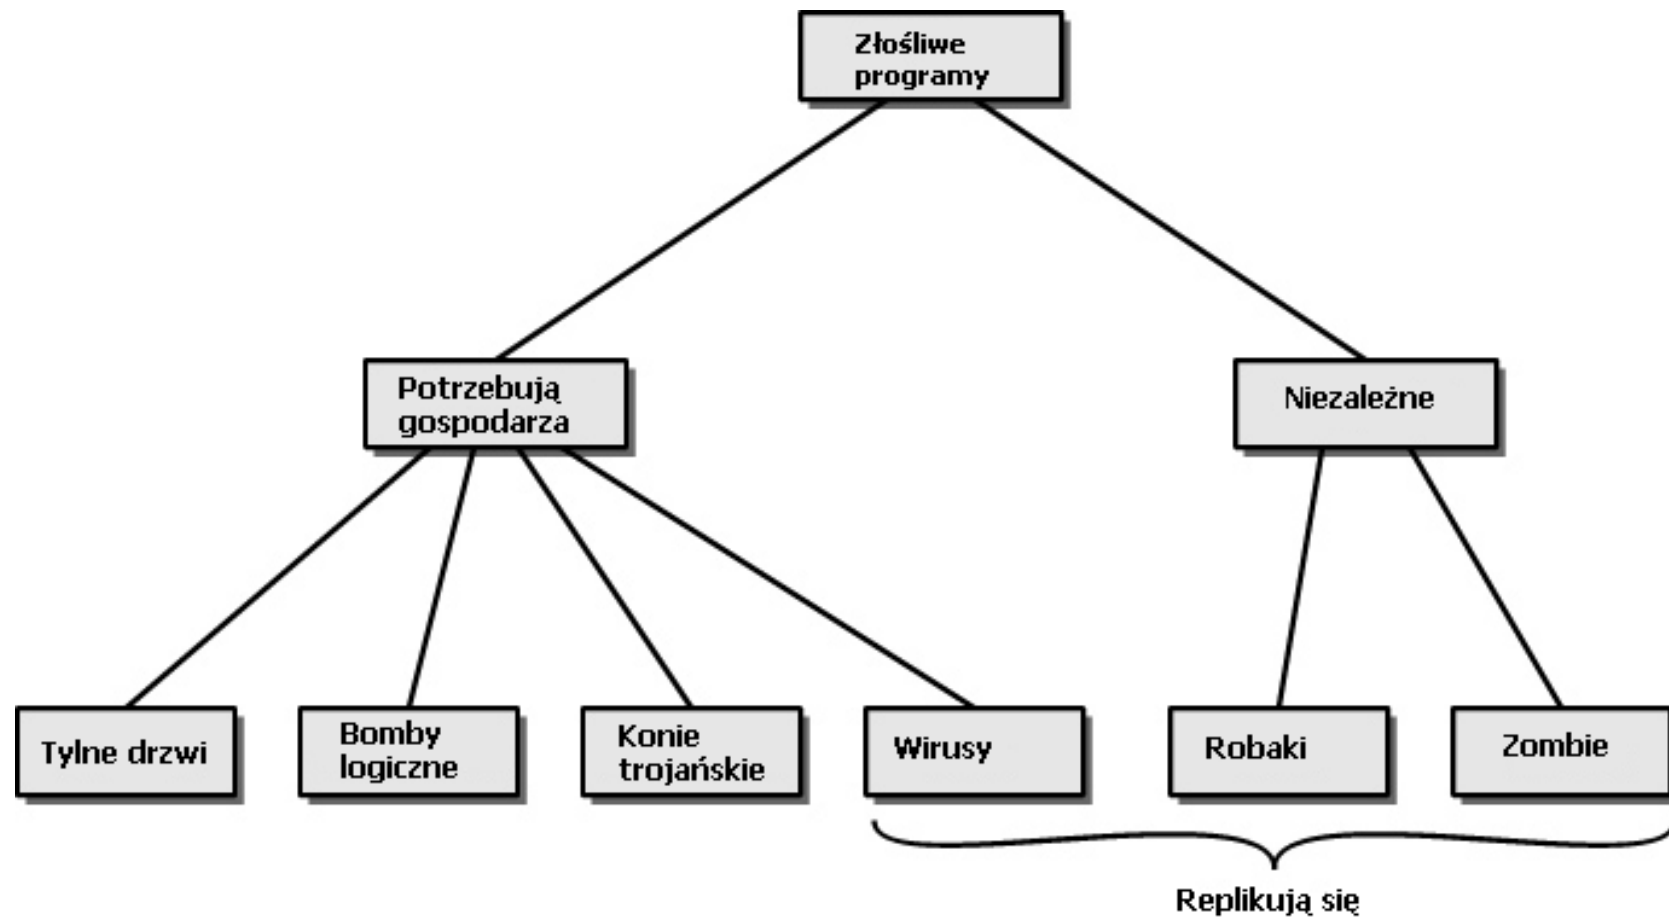 Złośliwe
programy
Potrzebują
gospodarza
Niezależne
Tylne drzwi
Bomby
logiczne
Konie
trojańskie
Wirusy
Robaki
Zombie
Replikują się